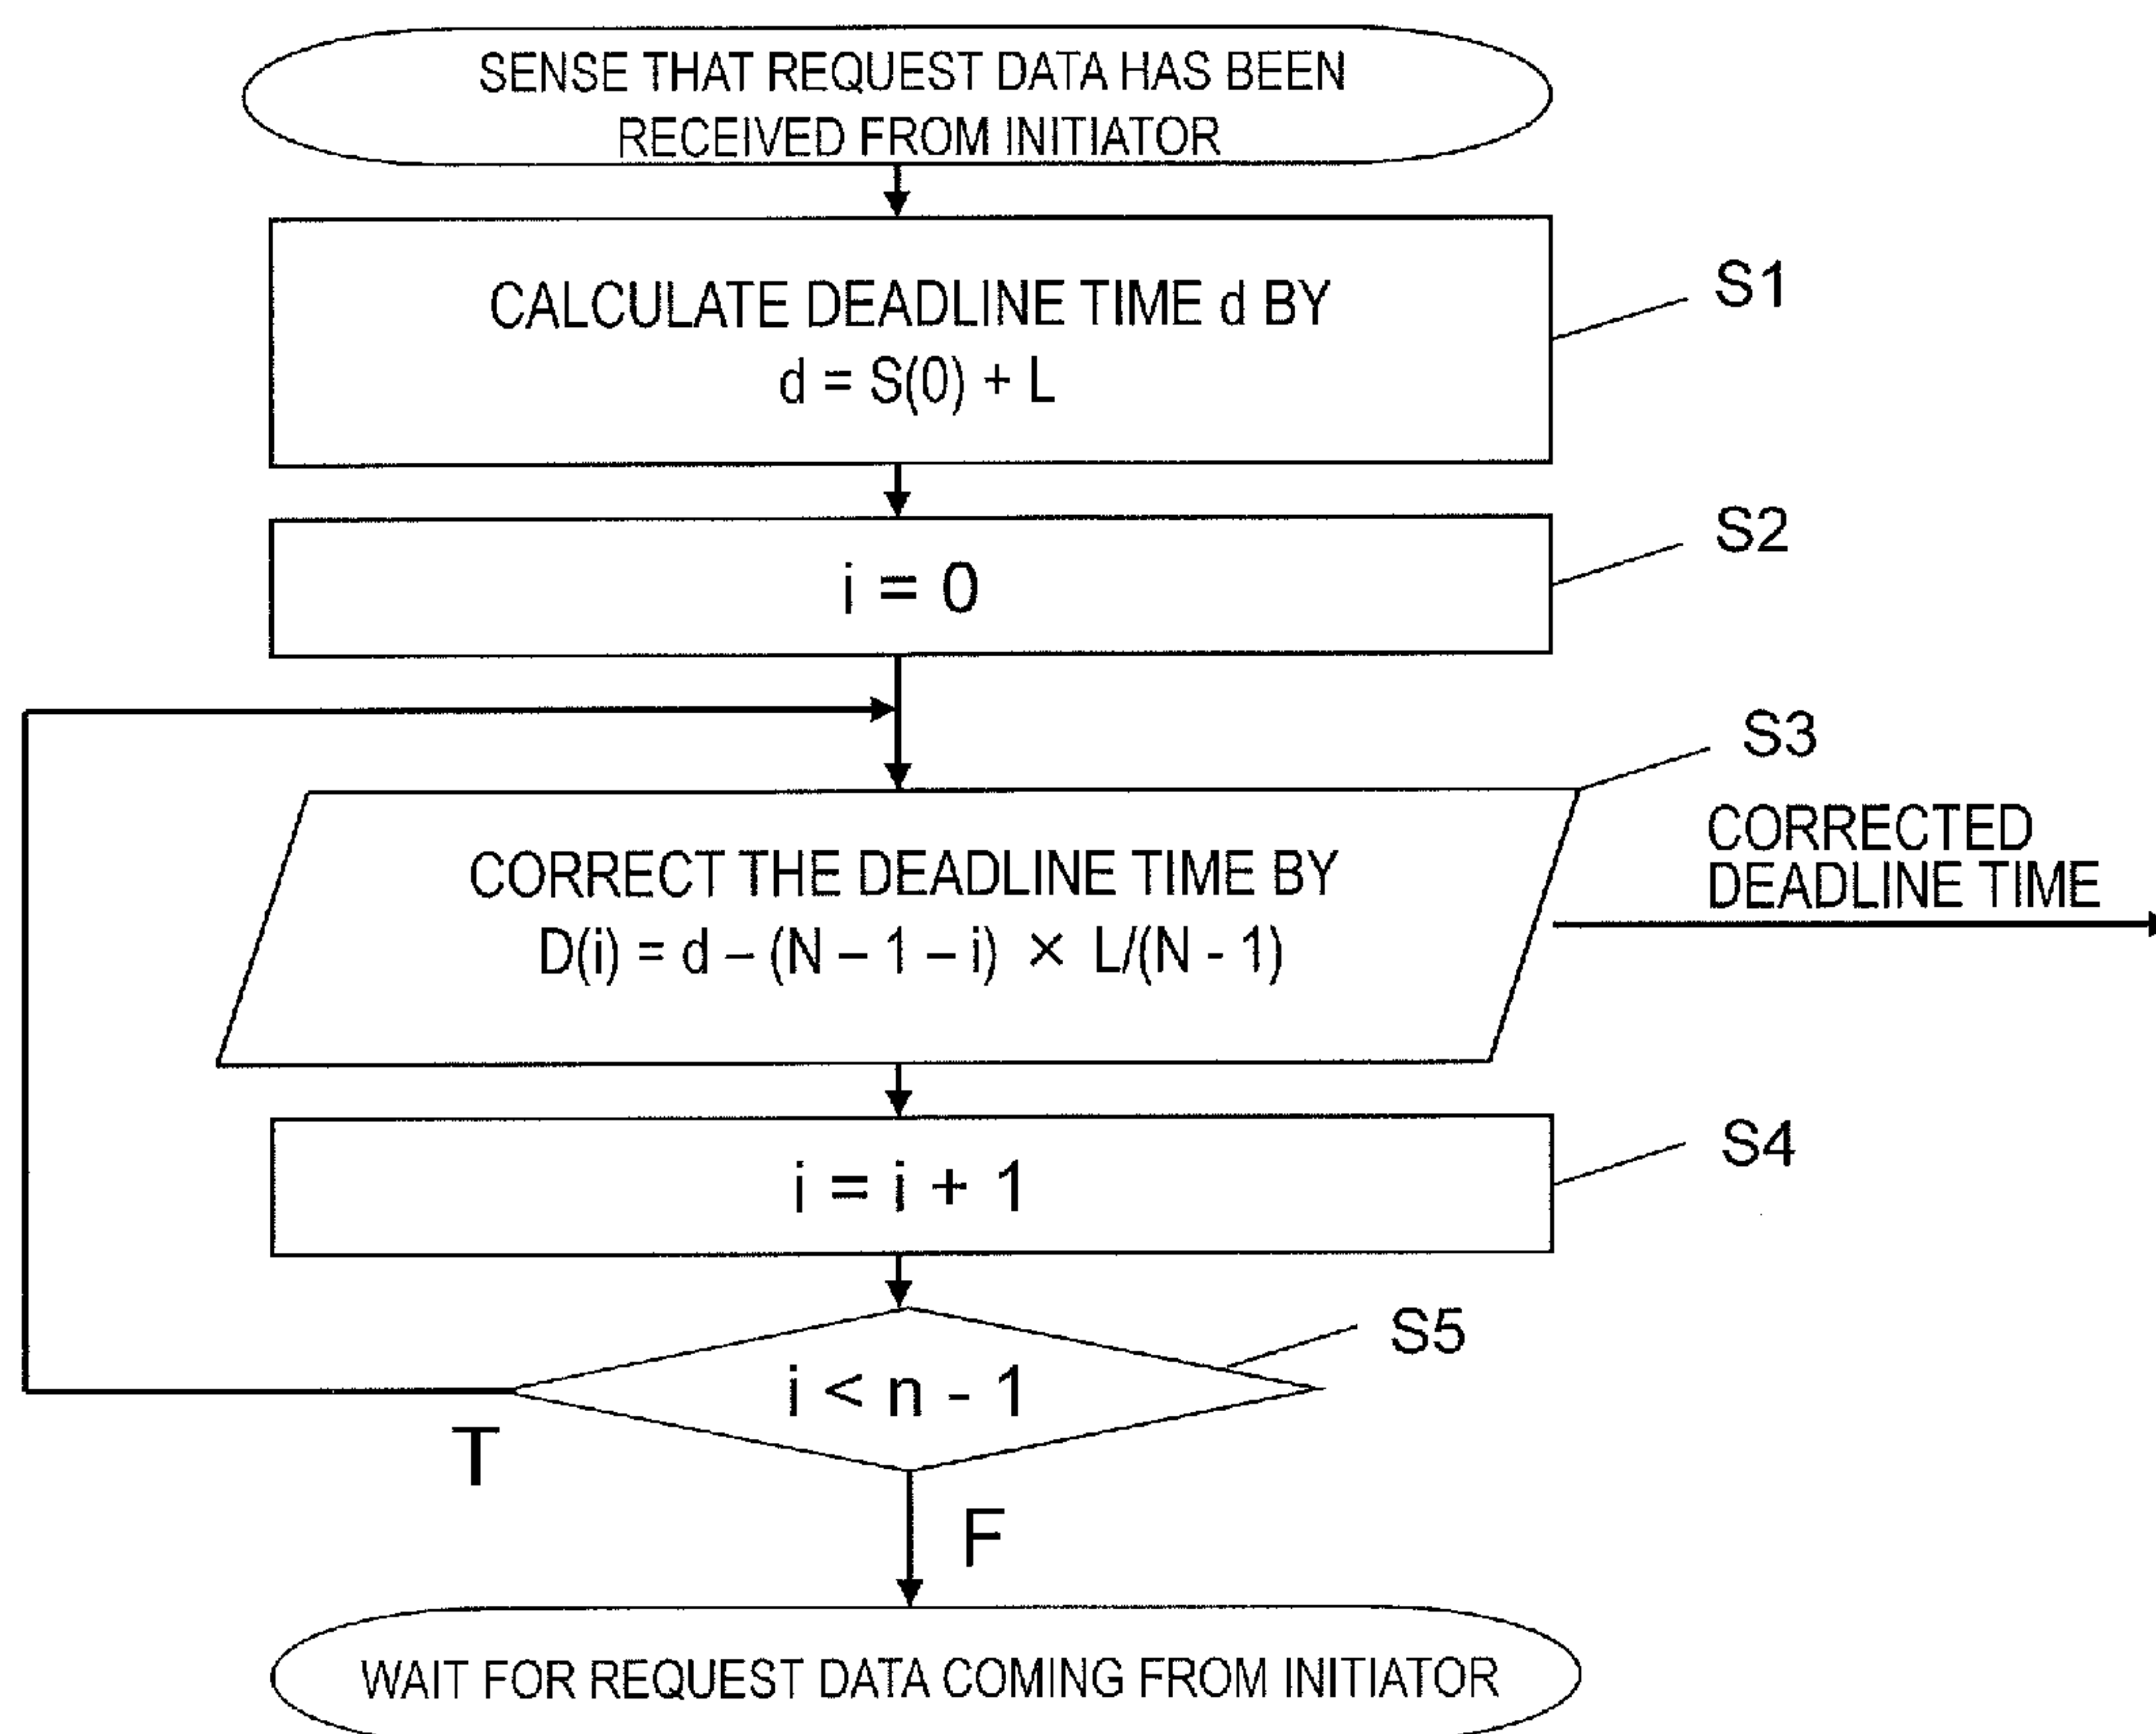 SENSE THAT REQUEST DATA HAS BEEN
RECEIVED FROM INITIATOR
CALCULATE DEADLINE TIME d BY
d = S(0) + L
S1
i = 0
S2
S3
CORRECT THE DEADLINE TIME BY
D(i) = d – (N – 1 – i) × L/(N - 1)
CORRECTED
DEADLINE TIME
i = i + 1
S4
i < n - 1
S5
T
F
WAIT FOR REQUEST DATA COMING FROM INITIATOR